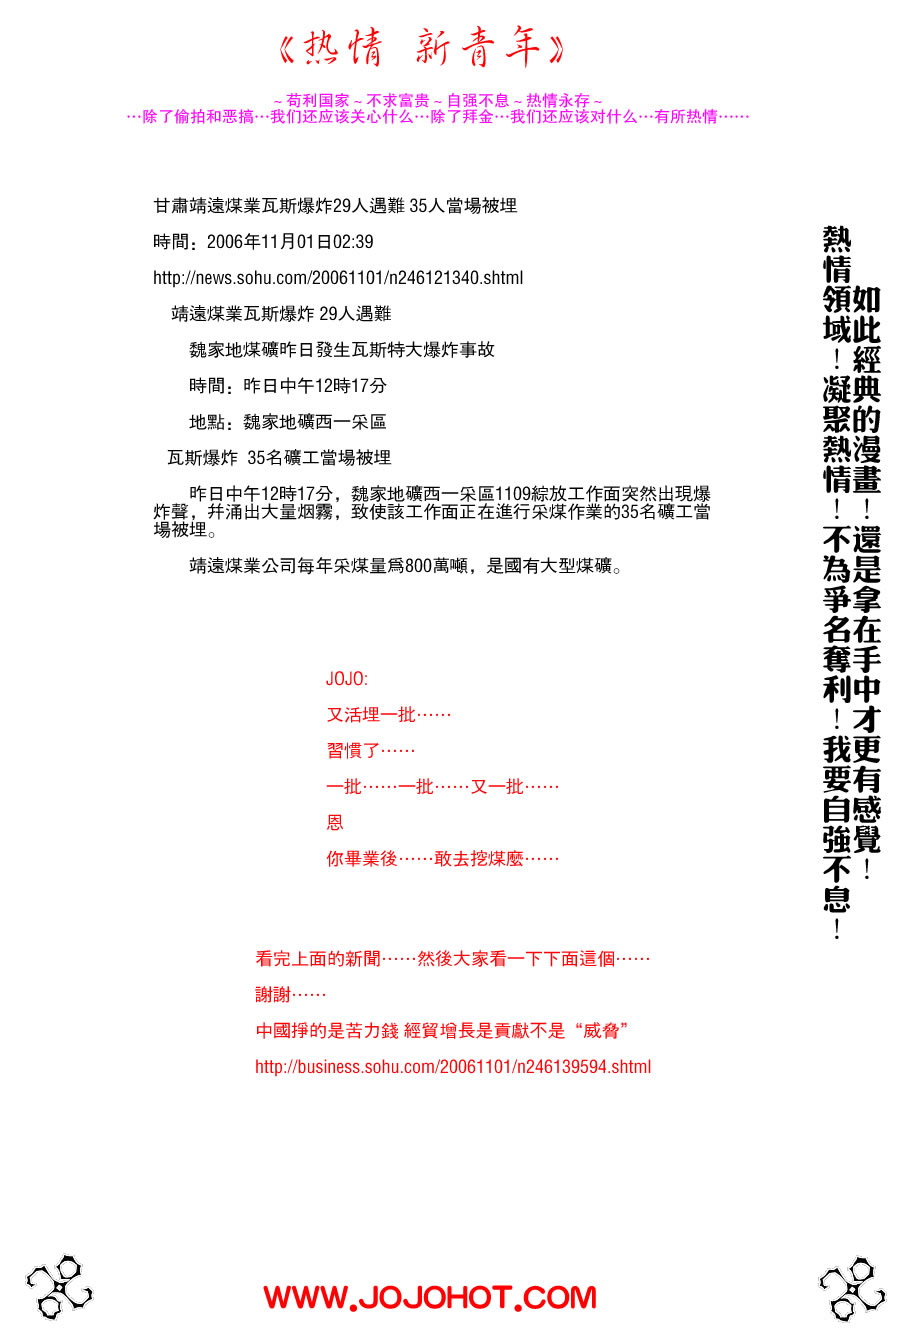 《热情 新青年》
~苟利国家~不求富贵~自强不息~热情永存~
…除了偷拍和恶搞…我们还应该关心什么…除了拜金…我们还应该对什么…有所热情……
甘肅靖遠煤業瓦斯爆炸29人遇難 35人當場被埋
時間：2006年11月01日02:39
http://news.sohu.com/20061101/n246121340.shtml
靖遠煤業瓦斯爆炸 29人遇難
魏家地煤礦昨日發生瓦斯特大爆炸事故
時間：昨日中午12時17分
地點：魏家地礦西一采區
瓦斯爆炸 35名礦工當場被埋
昨日中午12時17分，魏家地礦西一采區1109綜放工作面突然出現爆
炸聲，幷涌出大量烟霧，致使該工作面正在進行采煤作業的35名礦工當
場被埋。
靖遠煤業公司每年采煤量爲800萬噸，是國有大型煤礦。
JOJO:
又活埋一批……
習慣了……
一批……一批……又一批……
恩
你畢業後……敢去挖煤麼……
看完上面的新聞……然後大家看一下下面這個……
謝謝……
中國掙的是苦力錢 經貿增長是貢獻不是“威脅”
http://business.sohu.com/20061101/n246139594.shtml
如此經典的漫畫！還是拿在手中才更有感覺！
熱情領域！凝聚熱情！不為爭名奪利！我要自強不息！
WWW.JOJOHOT.COM